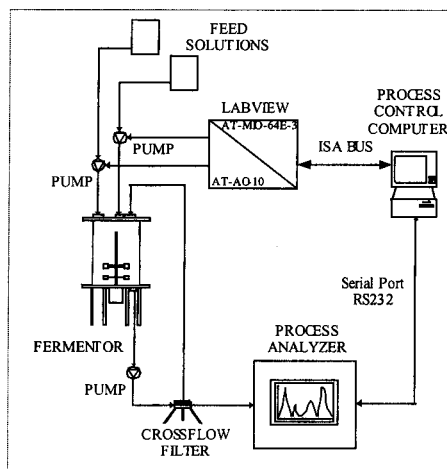 FEED
SOLUTIONS
LABVIEW
AT-MIO-64E-3
PROCESS
CONTROL
COMPUTER
ISA BUS
PUMP
PUMP
AT-AO10
Serial Port
RS232
FERMENTOR
PROCESS
ANALYZER
PUMP
CROSSFLOW
FILTER